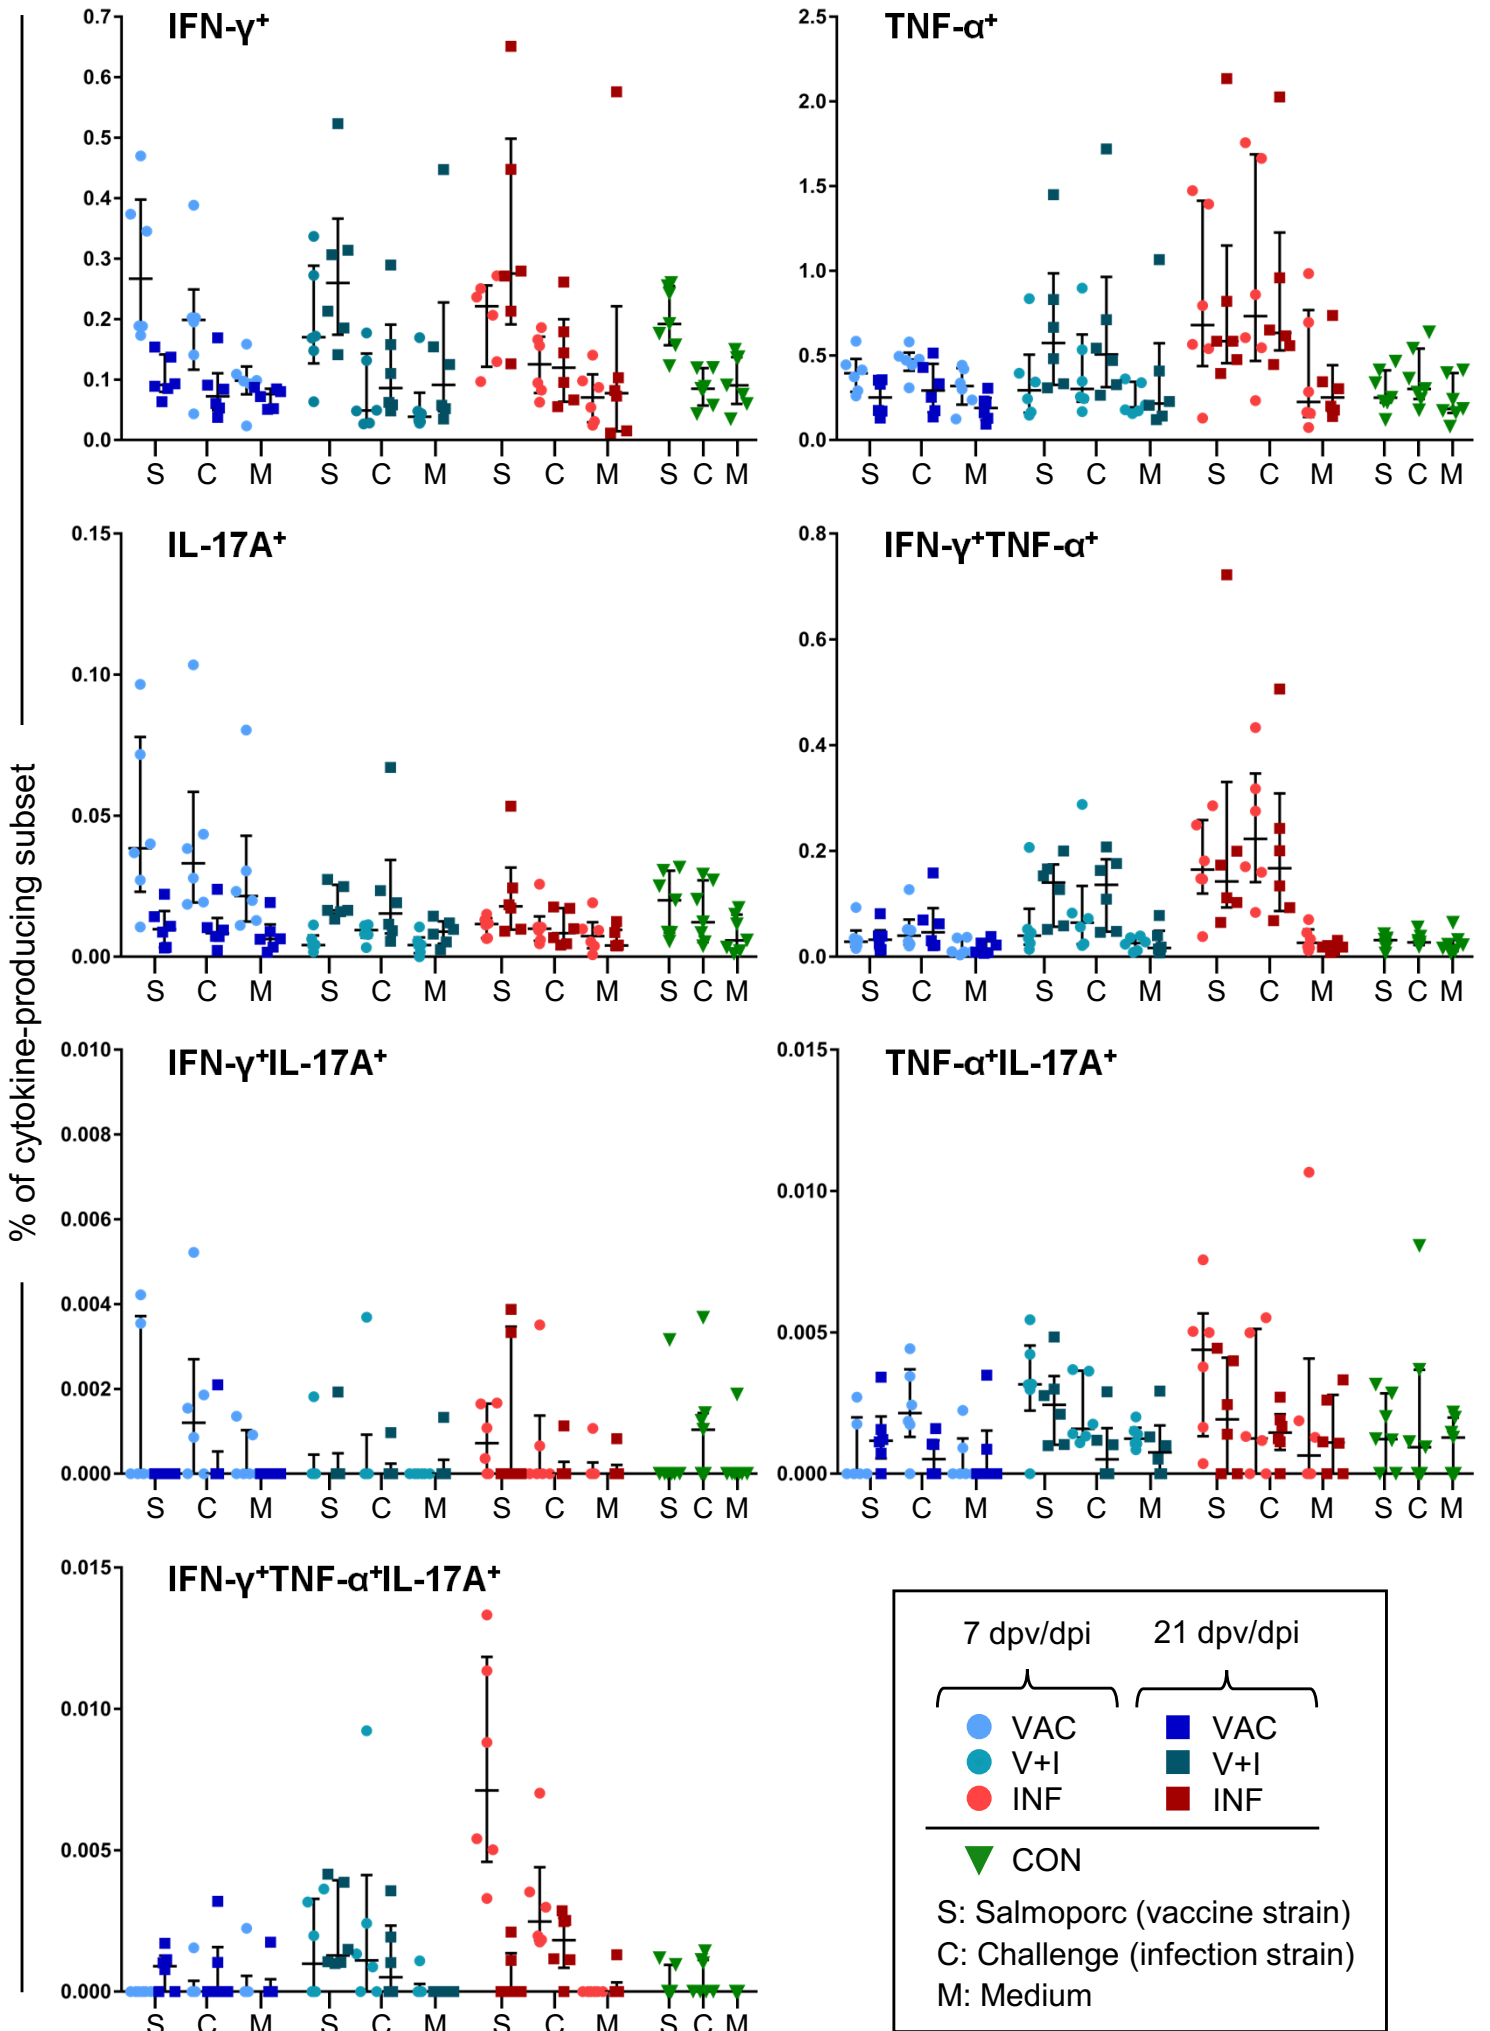 % of cytokine-producing subset
IFN-γ⁺
0.7
0.6
0.5
0.4
0.3
0.2
0.1
0.0
S C M S C M S C M S C M
TNF-α⁺
2.5
2.0
1.5
1.0
0.5
0.0
S C M S C M S C M S C M
IL-17A⁺
0.15
0.10
0.05
0.00
S C M S C M S C M S C M
IFN-γ⁺TNF-α⁺
0.8
0.6
0.4
0.2
0.0
S C M S C M S C M S C M
IFN-γ⁺IL-17A⁺
0.010
0.008
0.006
0.004
0.002
0.000
S C M S C M S C M S C M
TNF-α⁺IL-17A⁺
0.015
0.010
0.005
0.000
S C M S C M S C M S C M
IFN-γ⁺TNF-α⁺IL-17A⁺
0.015
0.010
0.005
0.000
S C M S C M S C M S C M
7 dpv/dpi 21 dpv/dpi
VAC VAC
V+I V+I
INF INF
CON
S: Salmoporc (vaccine strain)
C: Challenge (infection strain)
M: Medium